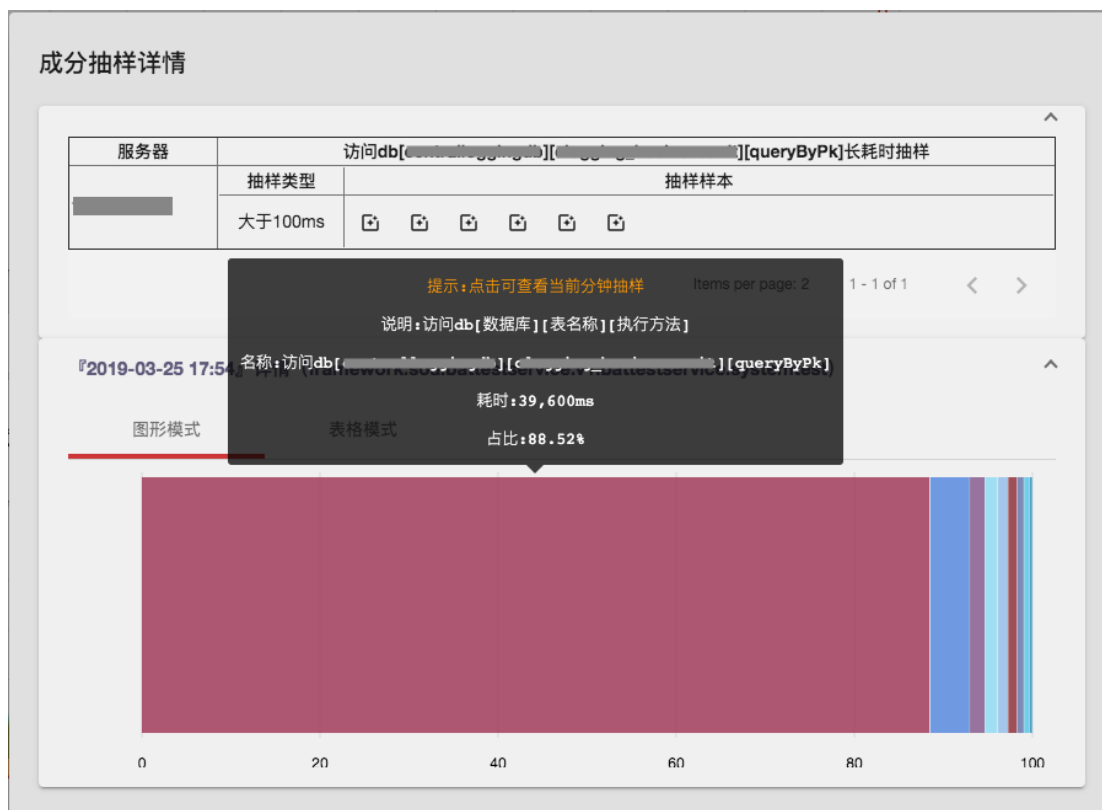 成分抽样详情
服务器
访问db[ ][ ][queryByPk]长耗时抽样
抽样类型
抽样样本
大于100ms
提示:点击可查看当前分钟抽样
Items per page: 2
1 - 1 of 1
说明:访问db[数据库][表名称][执行方法]
名称:访问db[ ][ ][queryByPk]
『2019-03-25 17:54』详情
耗时:39,600ms
图形模式
表格模式
占比:88.52%
0 20 40 60 80 100